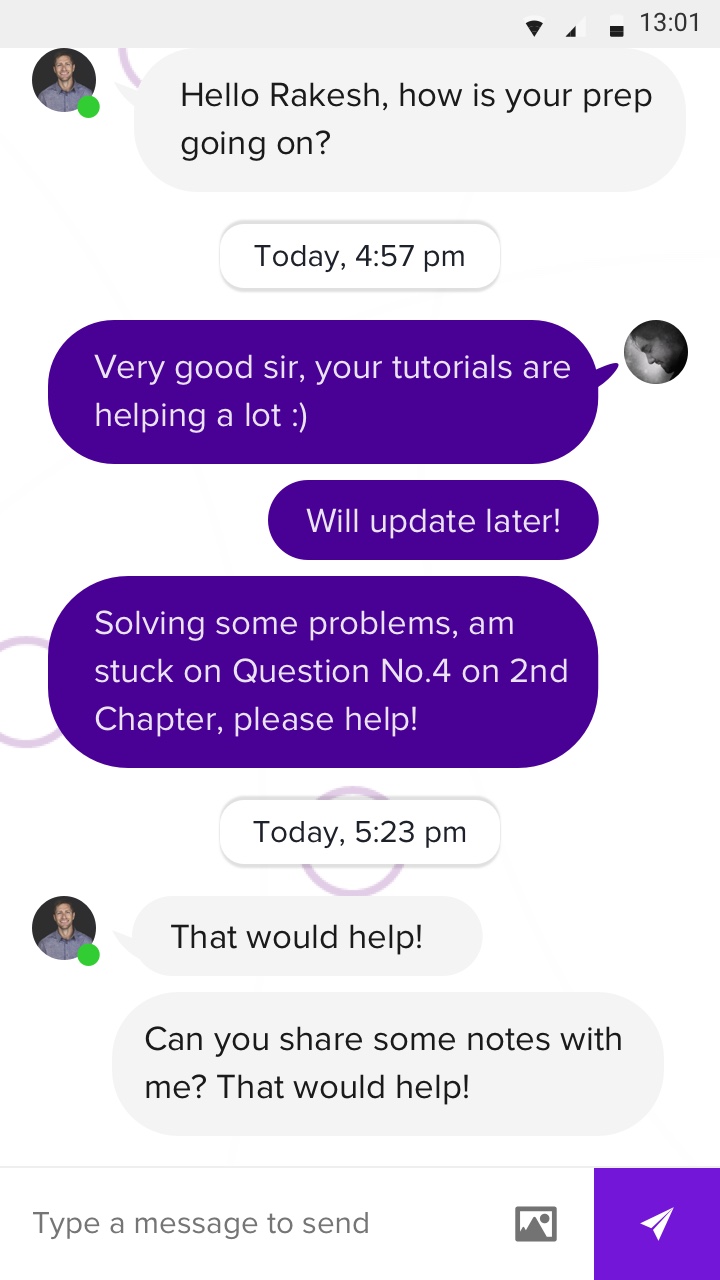 13:01
Hello Rakesh, how is your prep
going on?
Today, 4:57 pm
Very good sir, your tutorials are
helping a lot :)
Will update later!
Solving some problems, am
stuck on Question No.4 on 2nd
Chapter, please help!
Today, 5:23 pm
That would help!
Can you share some notes with
me? That would help!
Type a message to send